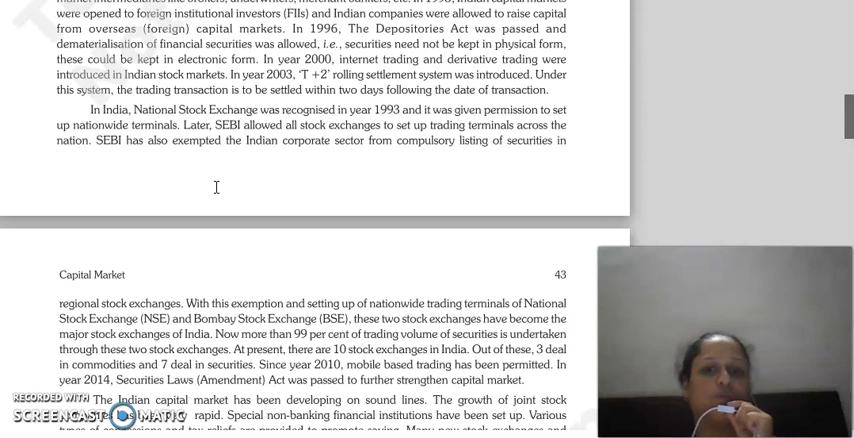 market intermediaries like brokers, underwriters, merchant bankers, etc. In 1993, Indian capital markets
were opened to foreign institutional investors (FIIs) and Indian companies were allowed to raise capital
from overseas (foreign) capital markets. In 1996, The Depositories Act was passed and
dematerialisation of financial securities was allowed, i.e., securities need not be kept in physical form,
these could be kept in electronic form. In year 2000, internet trading and derivative trading were
introduced in Indian stock markets. In year 2003, ‘T +2’ rolling settlement system was introduced. Under
this system, the trading transaction is to be settled within two days following the date of transaction.
In India, National Stock Exchange was recognised in year 1993 and it was given permission to set
up nationwide terminals. Later, SEBI allowed all stock exchanges to set up trading terminals across the
nation. SEBI has also exempted the Indian corporate sector from compulsory listing of securities in
Capital Market 43
regional stock exchanges. With this exemption and setting up of nationwide trading terminals of National
Stock Exchange (NSE) and Bombay Stock Exchange (BSE), these two stock exchanges have become the
major stock exchanges of India. Now more than 99 per cent of trading volume of securities is undertaken
through these two stock exchanges. At present, there are 10 stock exchanges in India. Out of these, 3 deal
in commodities and 7 deal in securities. Since year 2010, mobile based trading has been permitted. In
year 2014, Securities Laws (Amendment) Act was passed to further strengthen capital market.
RECORDED WITH
The Indian capital market has been developing on sound lines. The growth of joint stock
SCREENCAST MATIC
rapid. Special non-banking financial institutions have been set up. Various